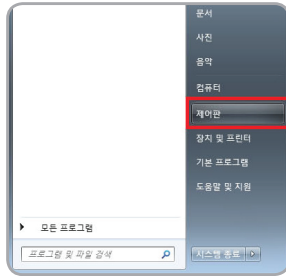 문서
사진
음악
컴퓨터
제어판
장치 및 프린터
기본 프로그램
도움말 및 지원
모든 프로그램
프로그램 및 파일 검색
시스템 종료